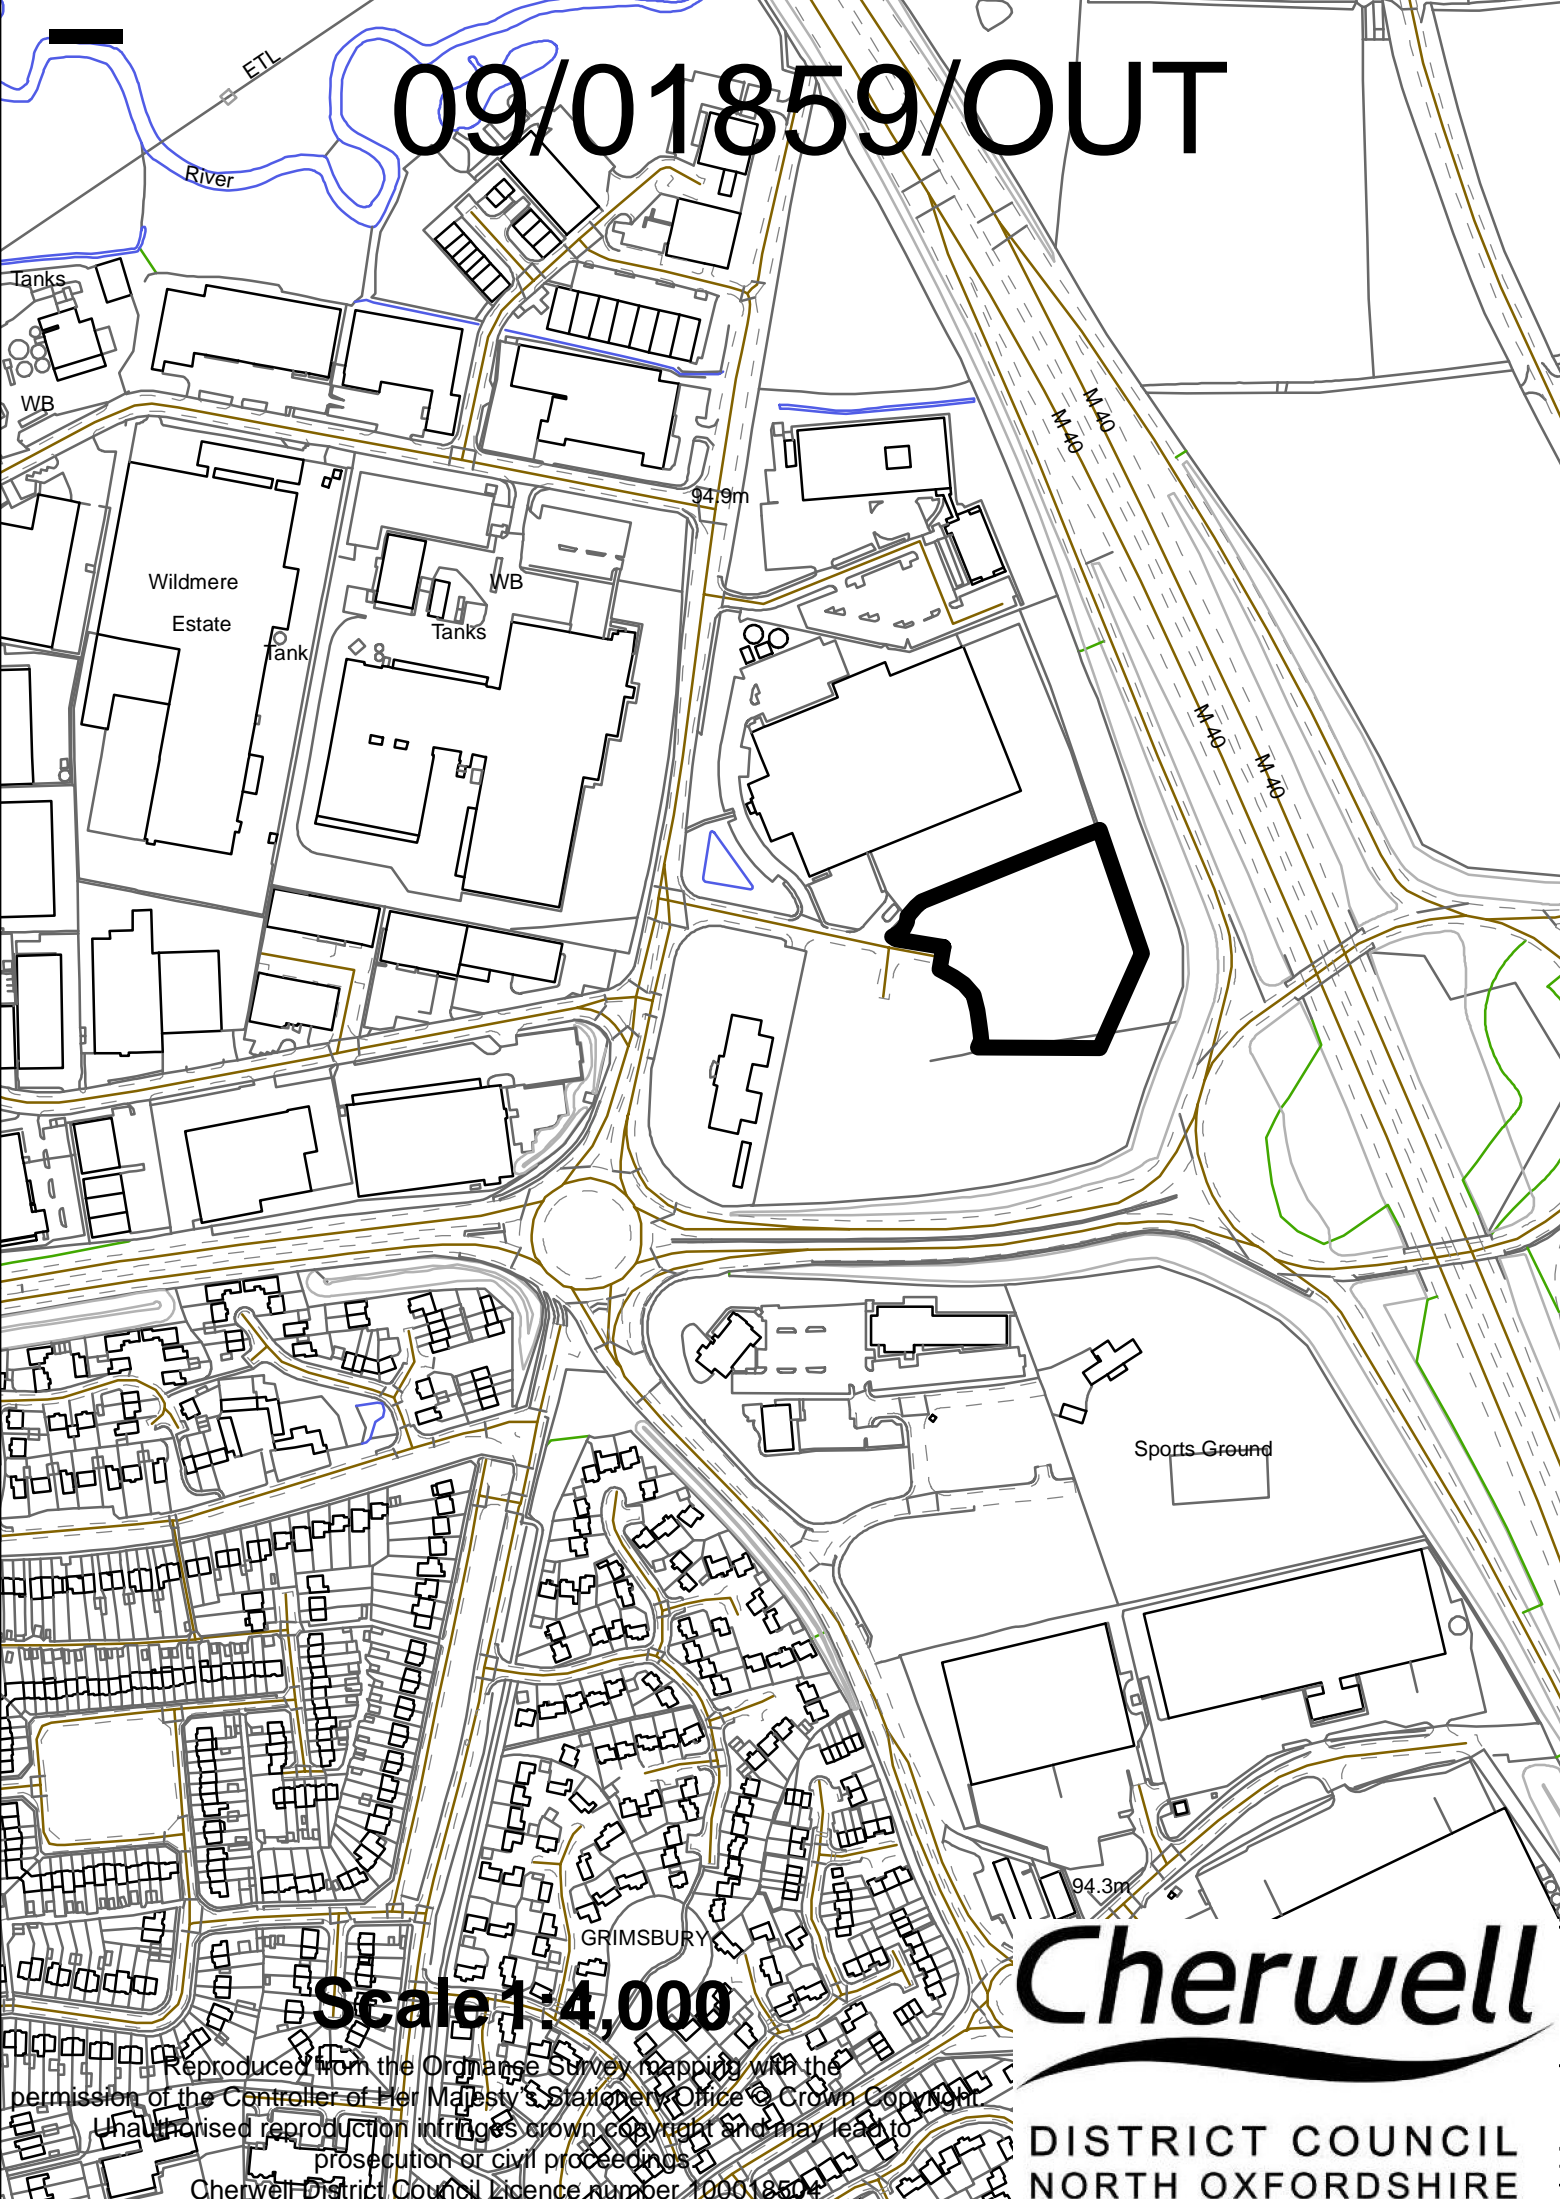 09/01859/OUT
ETL
River
Tanks
WB
M 40
M 40
94.9m
Wildmere
Estate
WB
Tanks
Tank
M 40
M 40
Sports Ground
94.3m
GRIMSBURY
Scale 1:4,000
Reproduced from the Ordnance Survey mapping with the
permission of the Controller of Her Majesty's Stationery Office © Crown Copyright.
Unauthorised reproduction infringes crown copyright and may lead to
prosecution or civil proceedings.
Cherwell District Council Licence number 100018504
Cherwell
DISTRICT COUNCIL
NORTH OXFORDSHIRE